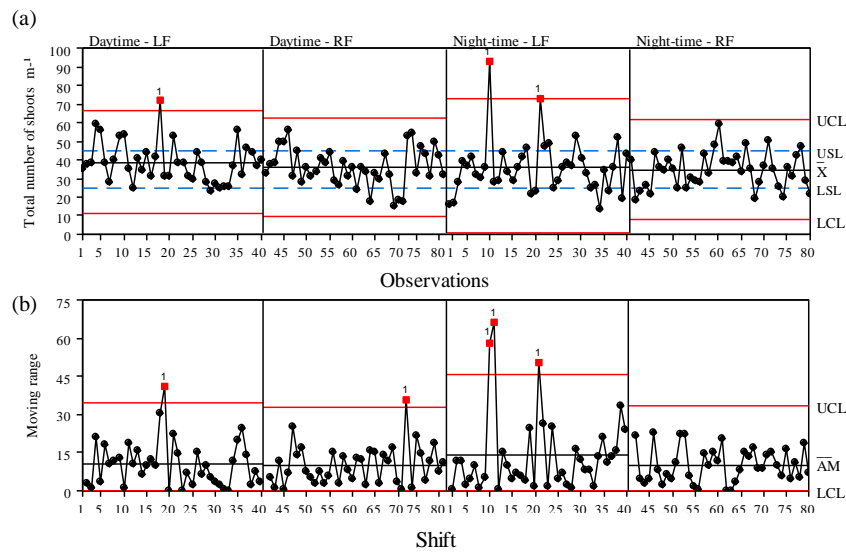 (a)
Daytime - LF Daytime - RF Night-time - LF Night-time - RF
Total number of shoots m⁻¹
100
90
80
70
60
50
40
30
20
10
0
1
1
1
UCL
USL
X̅
LSL
LCL
1 5 10 15 20 25 30 35 40 45 50 55 60 65 70 75 80 1 5 10 15 20 25 30 35 40 45 50 55 60 65 70 75 80
Observations
(b)
Moving range
75
60
45
30
15
0
1
1
1
1
1
UCL
A̅M̅
LCL
1 5 10 15 20 25 30 35 40 45 50 55 60 65 70 75 80 1 5 10 15 20 25 30 35 40 45 50 55 60 65 70 75 80
Shift